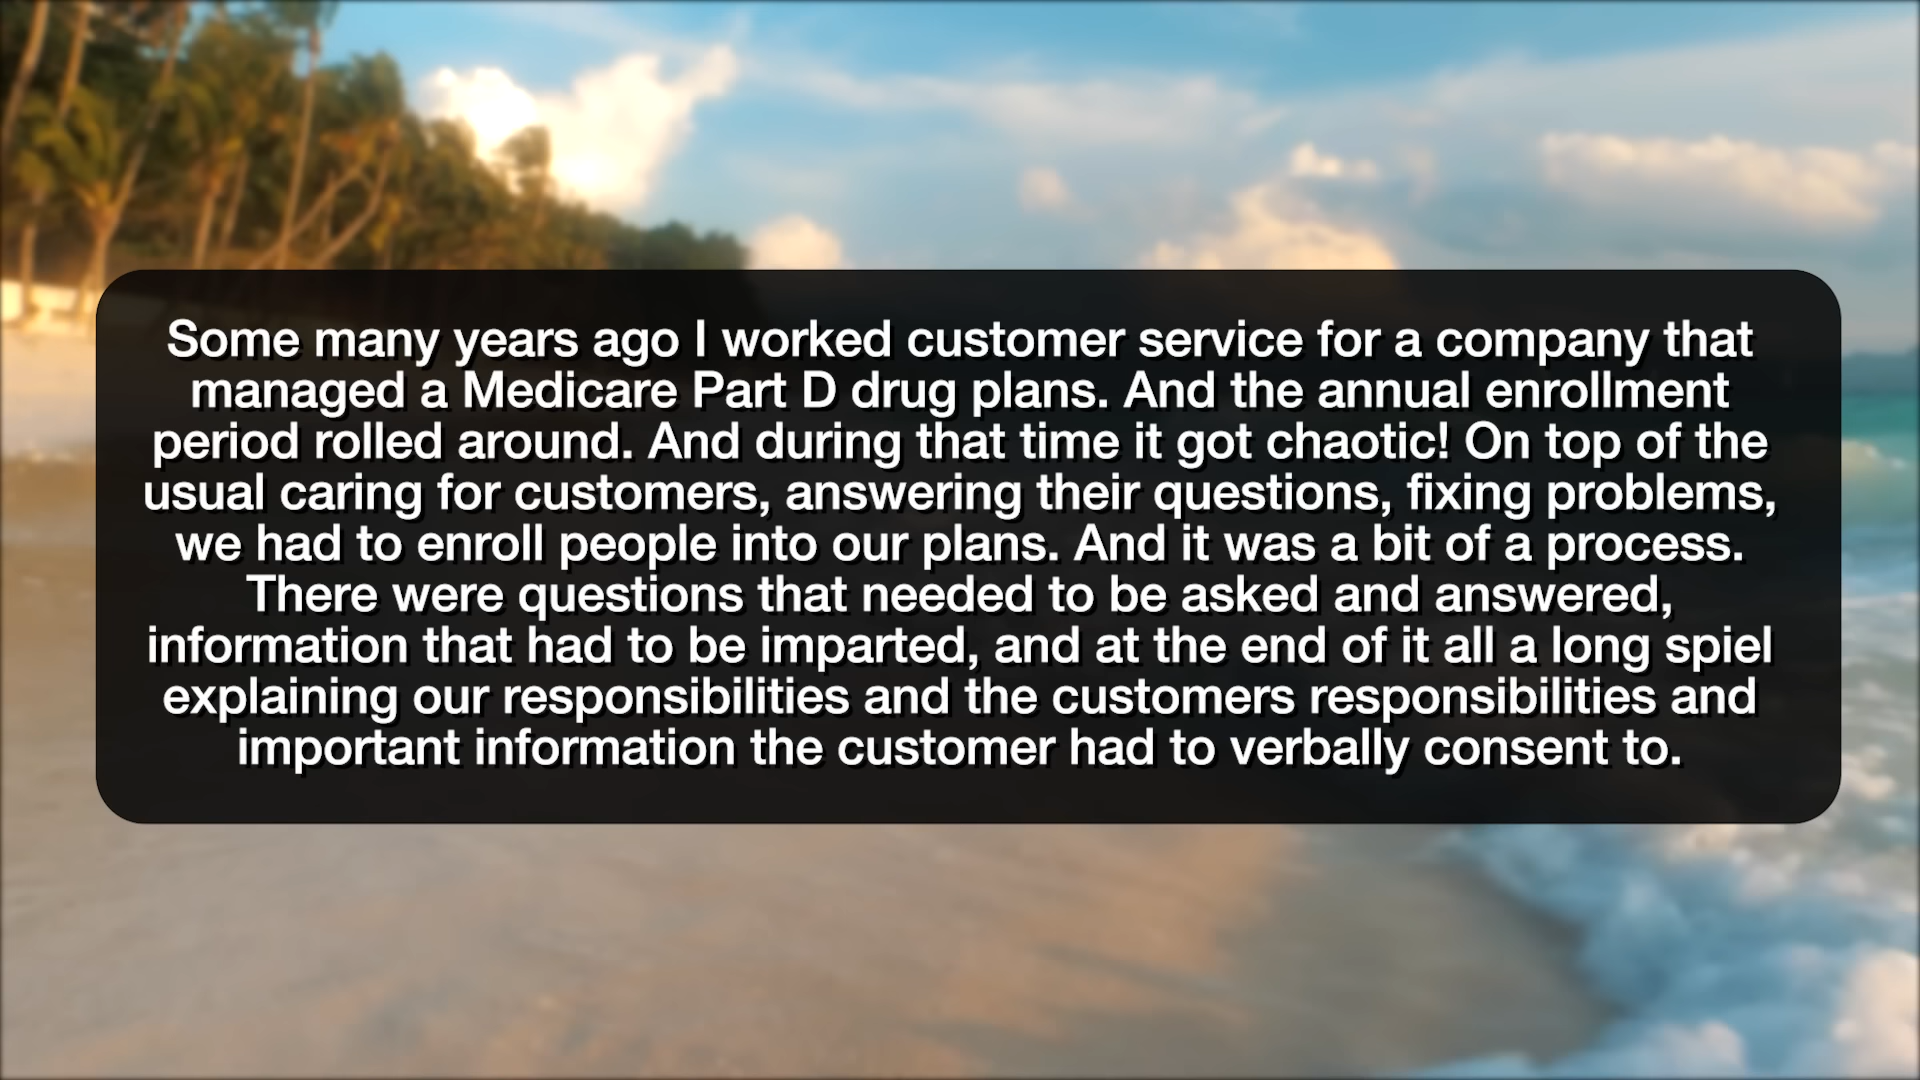 Some many years ago I worked customer service for a company that
managed a Medicare Part D drug plans. And the annual enrollment
period rolled around. And during that time it got chaotic! On top of the
usual caring for customers, answering their questions, fixing problems,
we had to enroll people into our plans. And it was a bit of a process.
There were questions that needed to be asked and answered,
information that had to be imparted, and at the end of it all a long spiel
explaining our responsibilities and the customers responsibilities and
important information the customer had to verbally consent to.